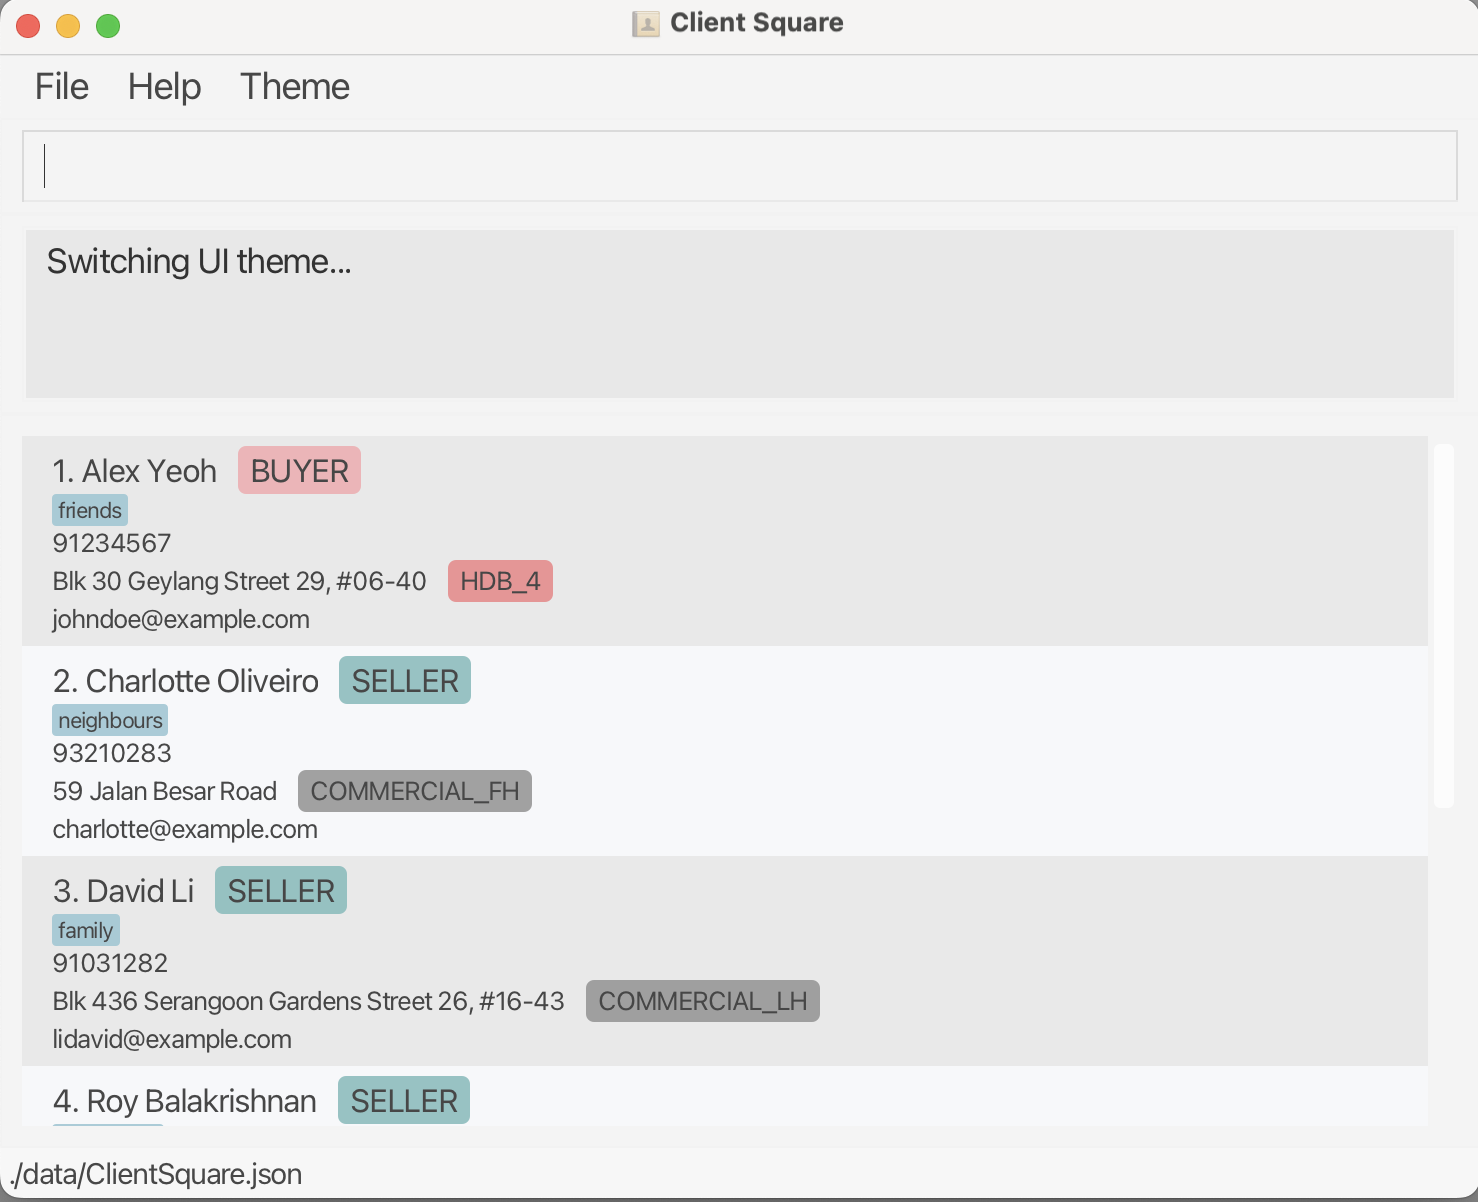 Client Square
File Help Theme
Switching UI theme...
1. Alex Yeoh BUYER
friends
91234567
Blk 30 Geylang Street 29, #06-40 HDB_4
johndoe@example.com
2. Charlotte Oliveiro SELLER
neighbours
93210283
59 Jalan Besar Road COMMERCIAL_FH
charlotte@example.com
3. David Li SELLER
family
91031282
Blk 436 Serangoon Gardens Street 26, #16-43 COMMERCIAL_LH
lidavid@example.com
4. Roy Balakrishnan SELLER
./data/ClientSquare.json